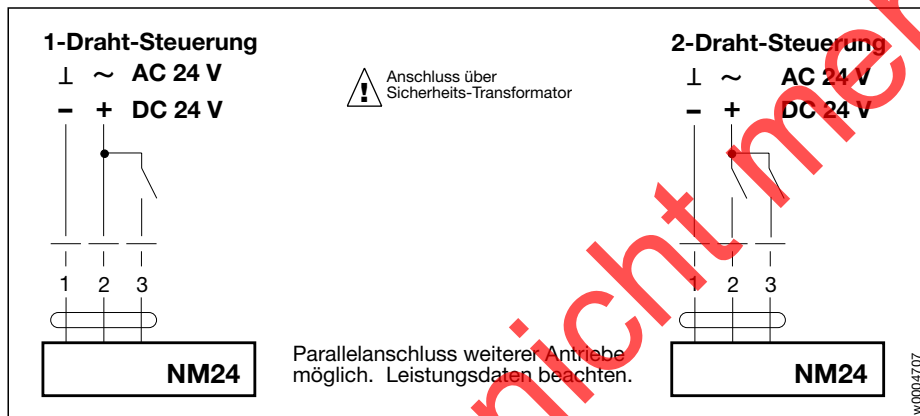 1-Draht-Steuerung
⊥ ~ AC 24 V
– + DC 24 V
1 2 3
NM24
! Anschluss über
Sicherheits-Transformator
Parallelanschluss weiterer Antriebe
möglich. Leistungsdaten beachten.
2-Draht-Steuerung
⊥ ~ AC 24 V
– + DC 24 V
1 2 3
NM24
w0004707
nicht mehr